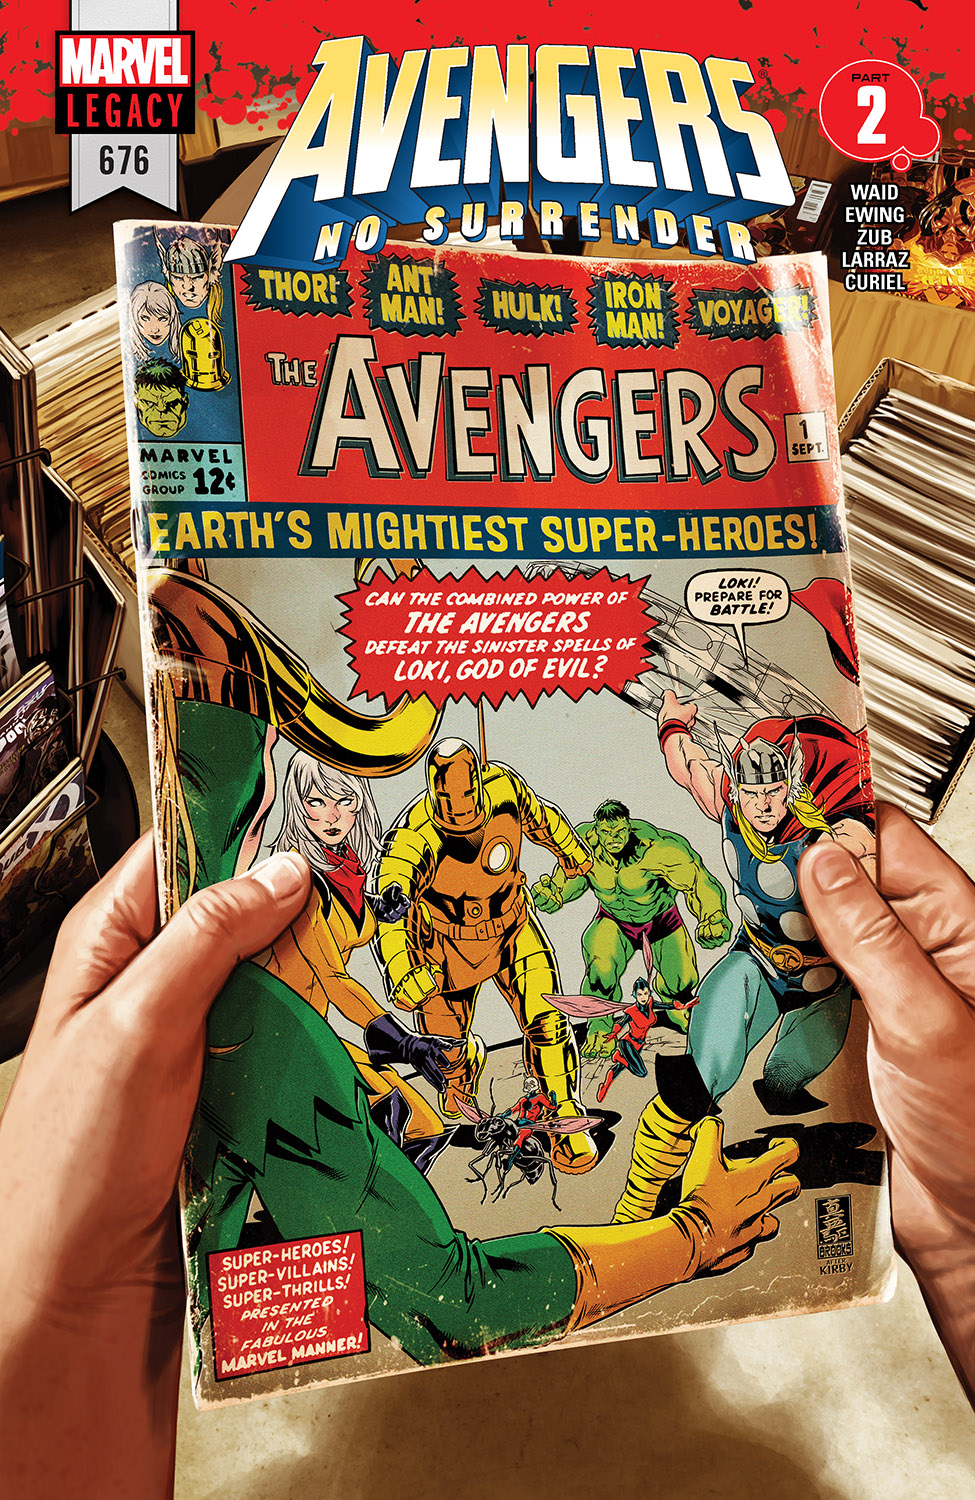 MARVEL
LEGACY
676
AVENGERS
NO SURRENDER
PART
2
WAID
EWING
ZUB
LARRAZ
CURIEL
THOR!
ANT
MAN!
HULK!
IRON
MAN!
VOYAGER!
THE AVENGERS
1
SEPT.
MARVEL
COMICS
GROUP
12¢
EARTH'S MIGHTIEST SUPER-HEROES!
CAN THE COMBINED POWER OF
THE AVENGERS
DEFEAT THE SINISTER SPELLS OF
LOKI, GOD OF EVIL?
LOKI!
PREPARE FOR
BATTLE!
SUPER-HEROES!
SUPER-VILLAINS!
SUPER-THRILLS!
PRESENTED
IN THE
FABULOUS
MARVEL MANNER!
BROOKS
AFTER
KIRBY